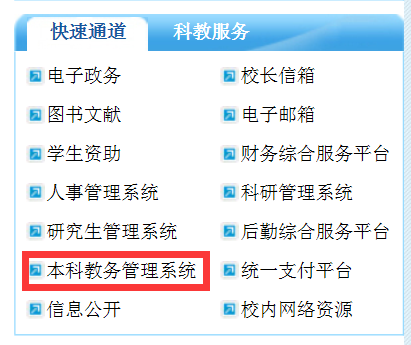 快速通道 科教服务
电子政务 校长信箱
图书文献 电子邮箱
学生资助 财务综合服务平台
人事管理系统 科研管理系统
研究生管理系统 后勤综合服务平台
本科教务管理系统 统一支付平台
信息公开 校内网络资源